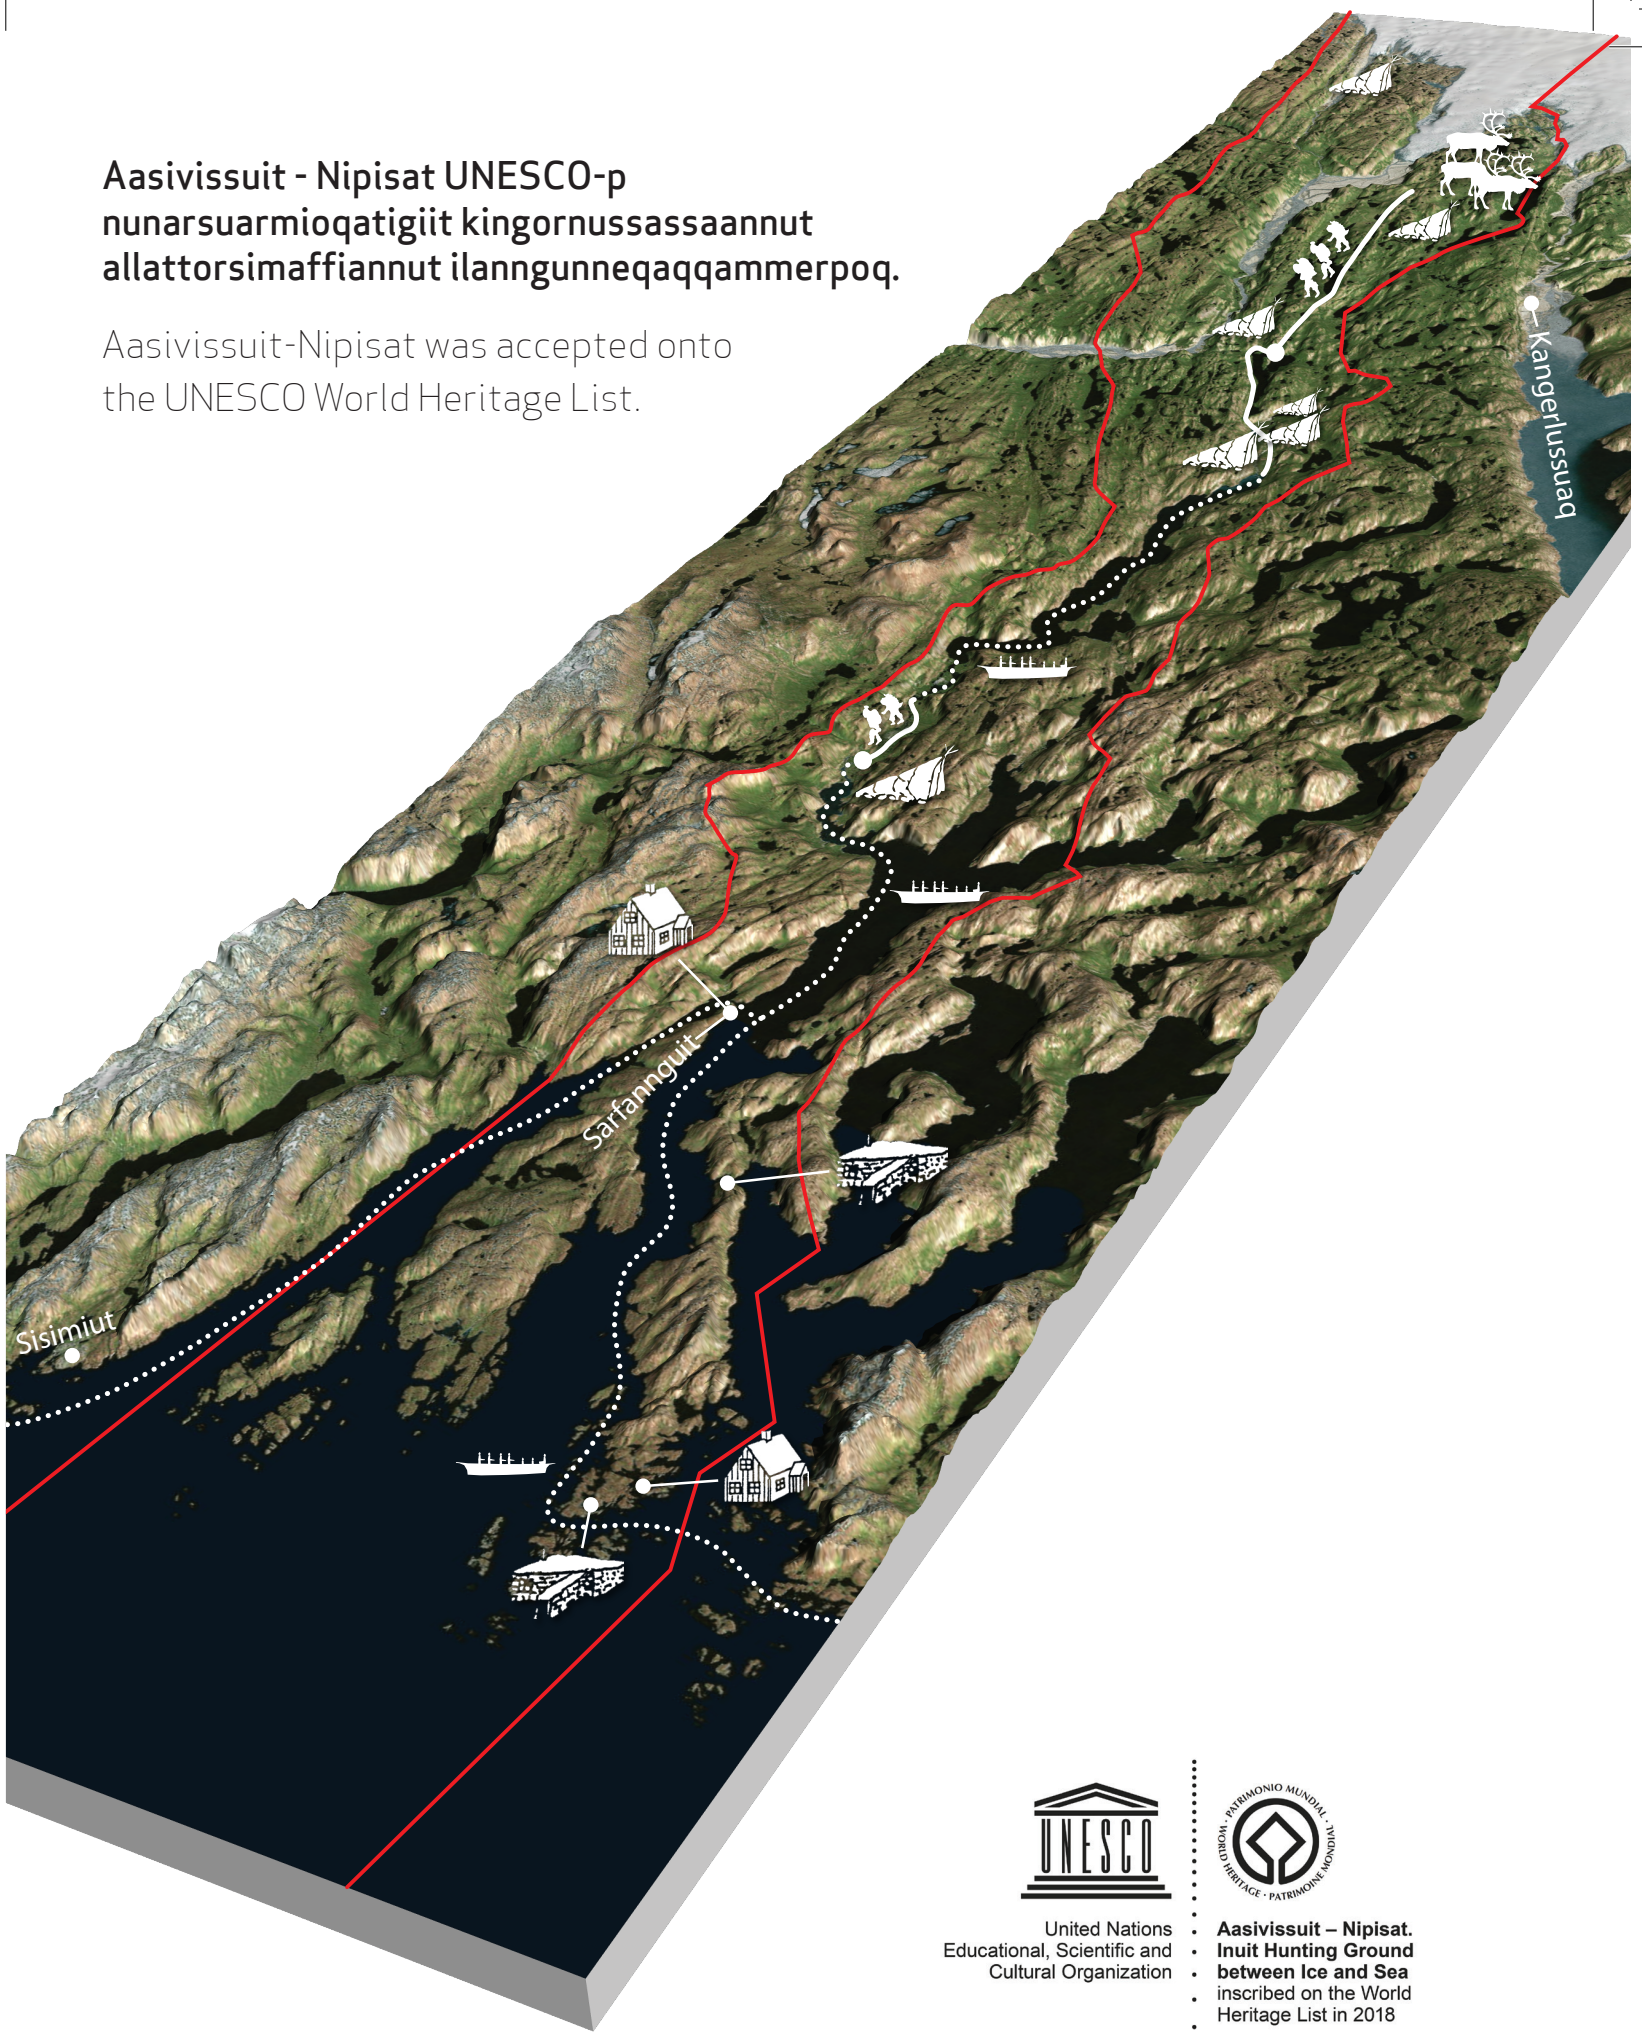 Aasivissuit - Nipisat UNESCO-p
nunarsuarmioqatigiit kingornussassaannut
allattorsimaffiannut ilanngunneqaqqammerpoq.
Aasivissuit-Nipisat was accepted onto
the UNESCO World Heritage List.
Kangerlussuaq
Sarfannguit
Sisimiut
UNESCO
United Nations
Educational, Scientific and
Cultural Organization
WORLD HERITAGE · PATRIMONIO MUNDIAL · PATRIMOINE MONDIAL ·
Aasivissuit – Nipisat.
Inuit Hunting Ground
between Ice and Sea
inscribed on the World
Heritage List in 2018